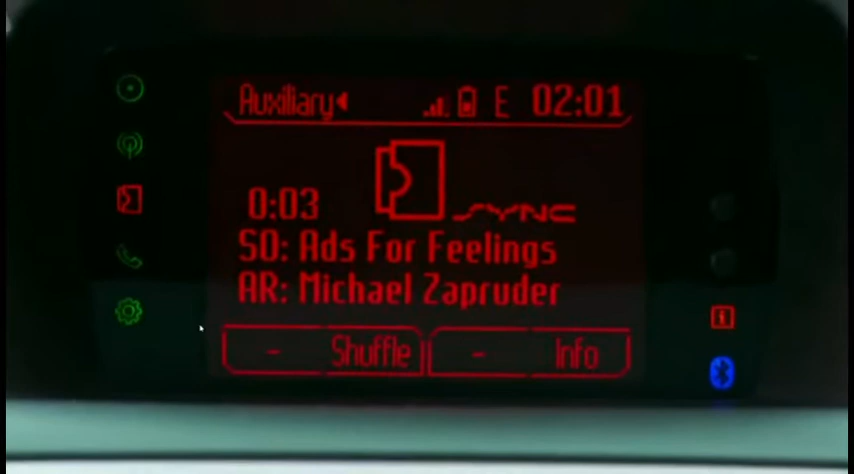 Auxiliary E 02:01
0:03 SYNC
SO: Ads For Feelings
AR: Michael Zapruder
- Shuffle - Info